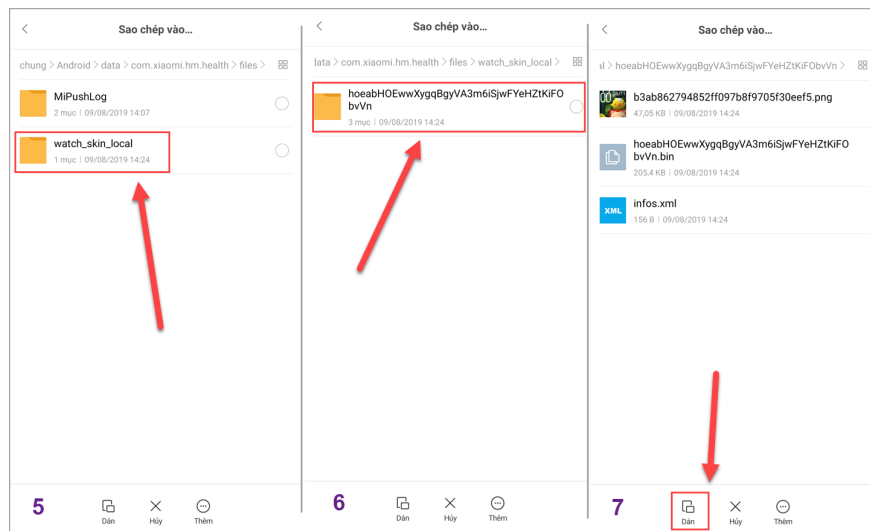 Sao chép vào...
chung > Android > data > com.xiaomi.hm.health > files >
MiPushLog
2 mục | 09/08/2019 14:07
watch_skin_local
1 mục | 09/08/2019 14:24
5
Dán
Hủy
Thêm
Sao chép vào...
lata > com.xiaomi.hm.health > files > watch_skin_local >
hoeabHOEwwXygqBgyVA3m6iSjwFYeHZtKiFO
bvVn
3 mục | 09/08/2019 14:24
6
Dán
Hủy
Thêm
Sao chép vào...
al > hoeabHOEwwXygqBgyVA3m6iSjwFYeHZtKiFObvVn >
b3ab862794852ff097b8f9705f30eef5.png
47,05 KB | 09/08/2019 14:24
hoeabHOEwwXygqBgyVA3m6iSjwFYeHZtKiFO
bvVn.bin
205,4 KB | 09/08/2019 14:24
XML
infos.xml
156 B | 09/08/2019 14:24
7
Dán
Hủy
Thêm